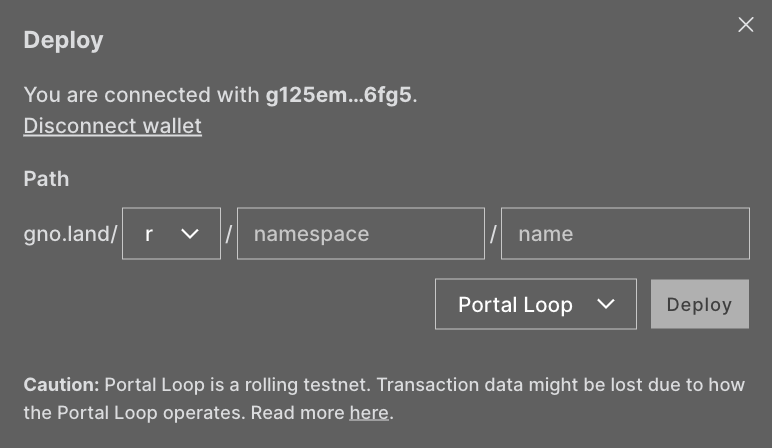 Deploy
You are connected with g125em...6fg5.
Disconnect wallet
Path
gno.land/ r / namespace / name
Portal Loop Deploy
Caution: Portal Loop is a rolling testnet. Transaction data might be lost due to how
the Portal Loop operates. Read more here.